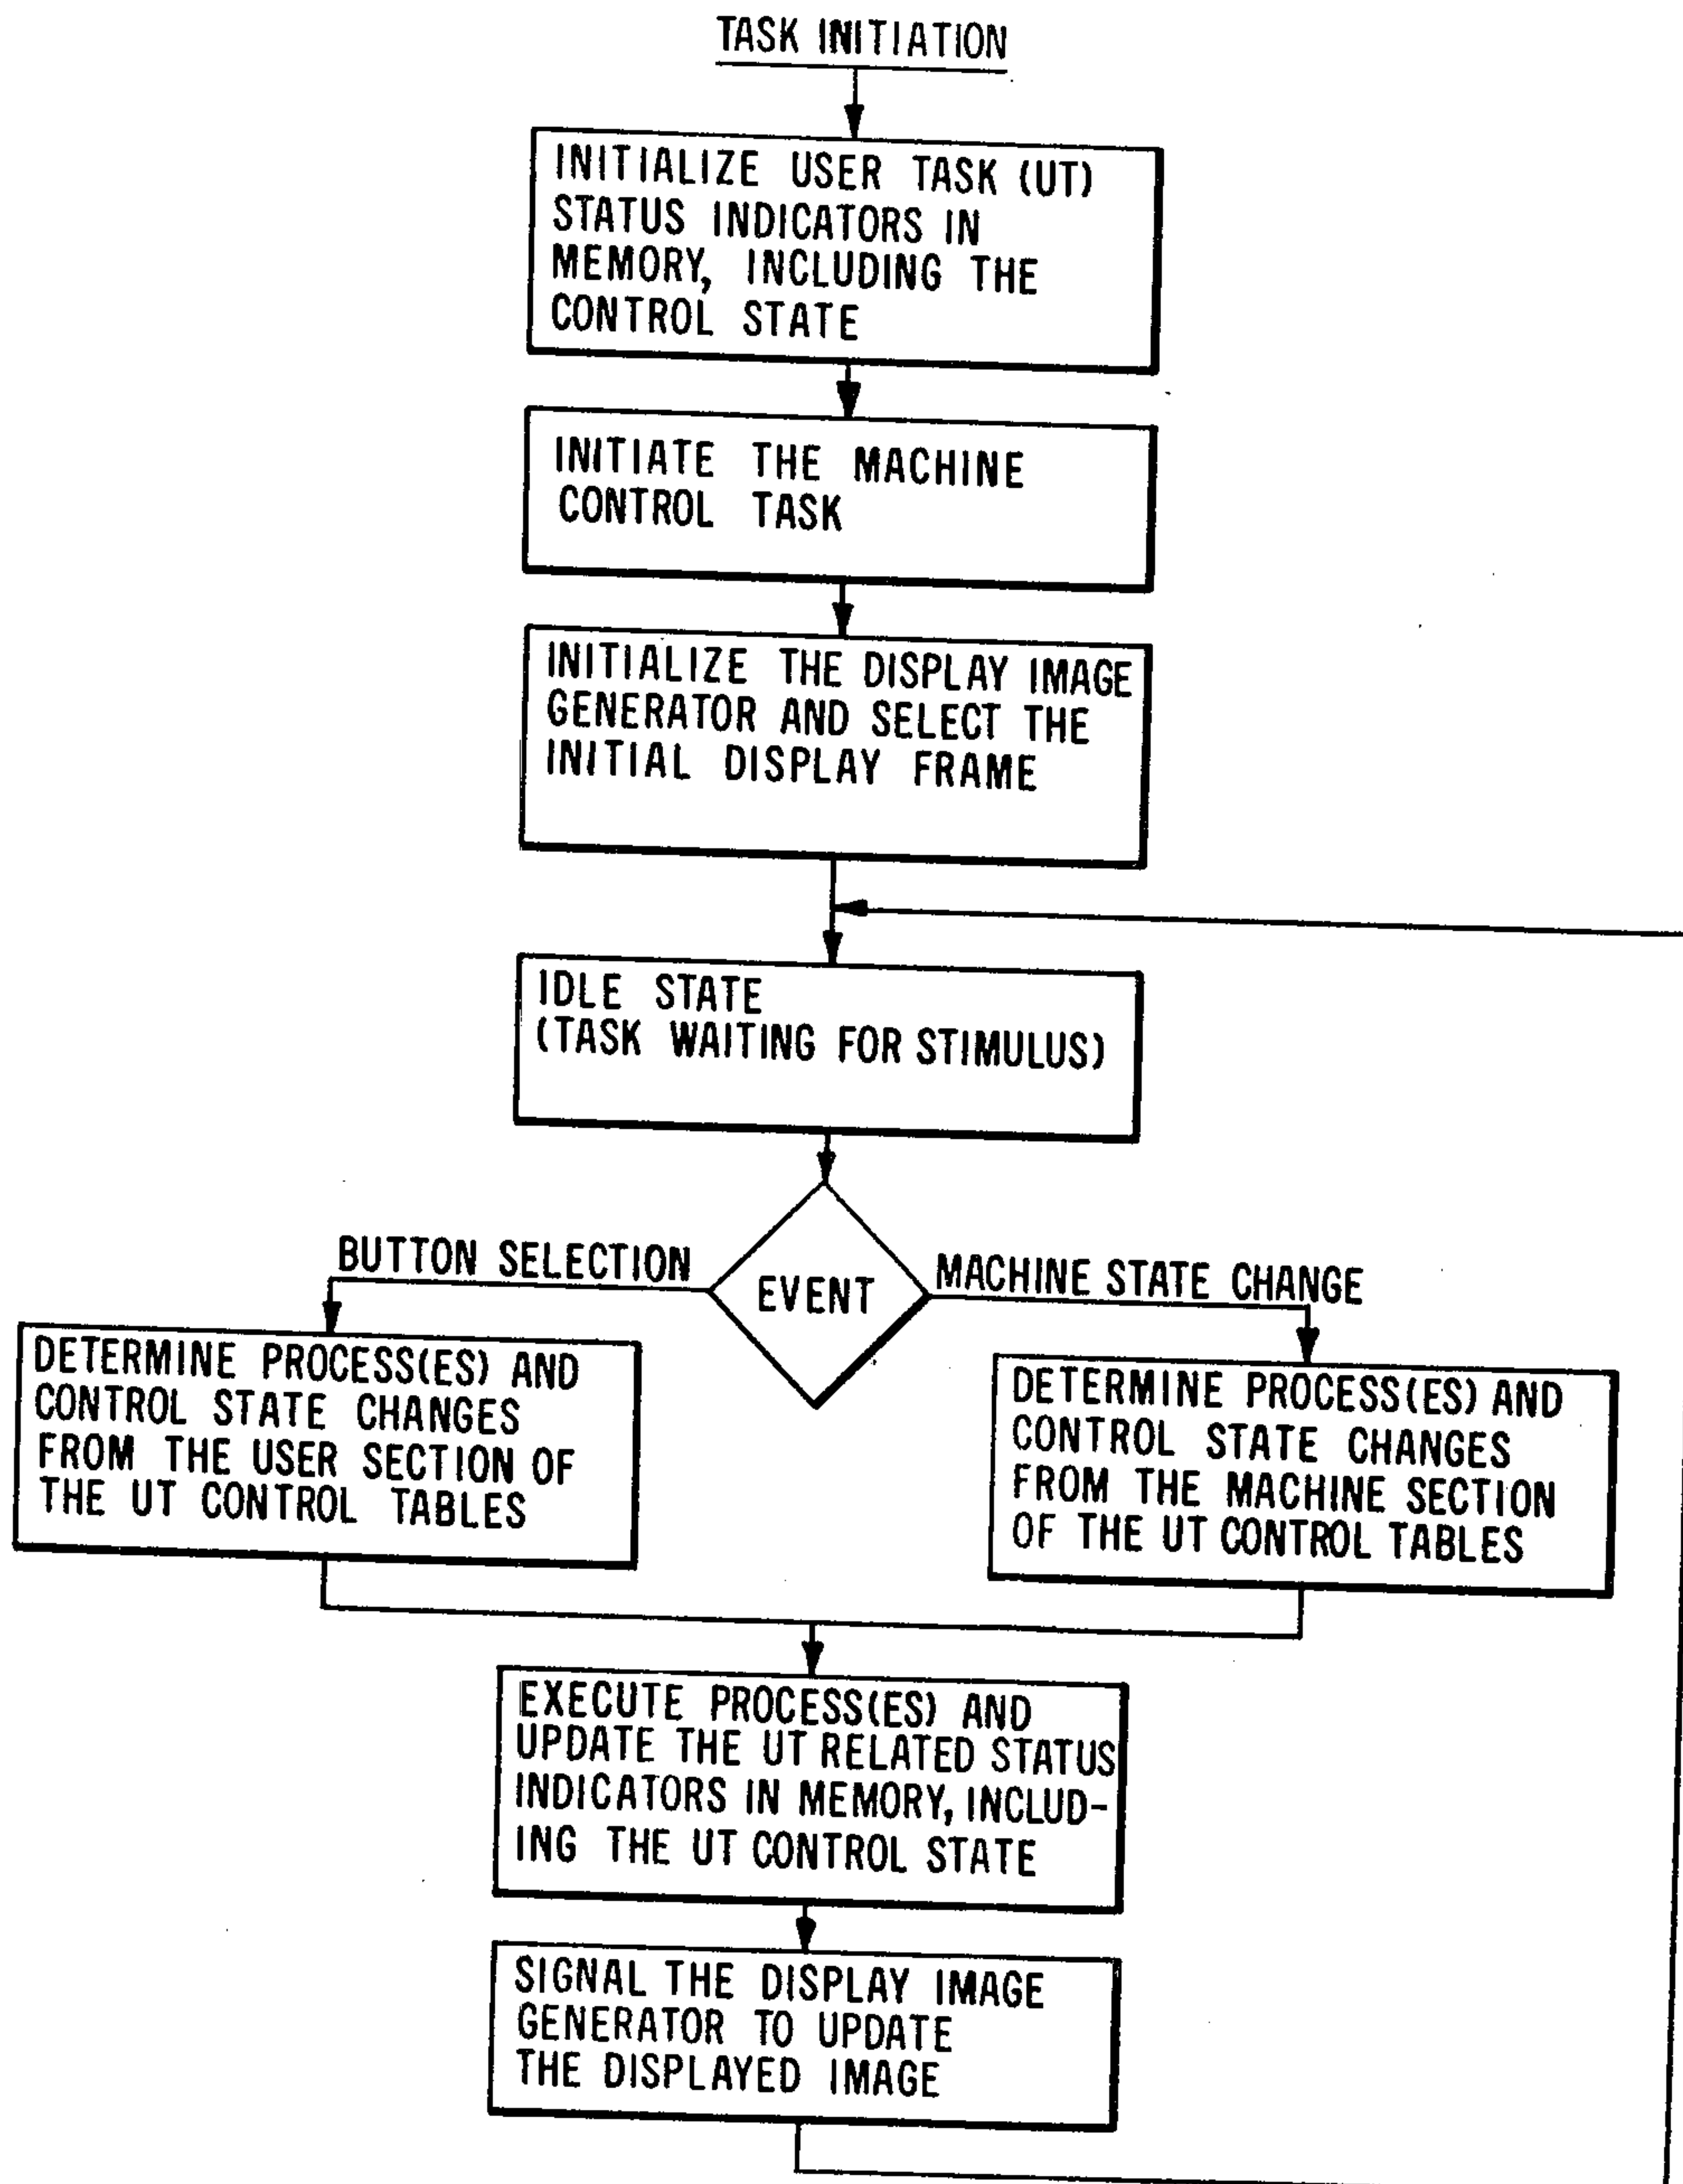 TASK INITIATION
INITIALIZE USER TASK (UT)
STATUS INDICATORS IN
MEMORY, INCLUDING THE
CONTROL STATE
INITIATE THE MACHINE
CONTROL TASK
INITIALIZE THE DISPLAY IMAGE
GENERATOR AND SELECT THE
INITIAL DISPLAY FRAME
IDLE STATE
(TASK WAITING FOR STIMULUS)
EVENT
BUTTON SELECTION
MACHINE STATE CHANGE
DETERMINE PROCESS(ES) AND
CONTROL STATE CHANGES
FROM THE USER SECTION OF
THE UT CONTROL TABLES
DETERMINE PROCESS(ES) AND
CONTROL STATE CHANGES
FROM THE MACHINE SECTION
OF THE UT CONTROL TABLES
EXECUTE PROCESS(ES) AND
UPDATE THE UT RELATED STATUS
INDICATORS IN MEMORY, INCLUD-
ING THE UT CONTROL STATE
SIGNAL THE DISPLAY IMAGE
GENERATOR TO UPDATE
THE DISPLAYED IMAGE